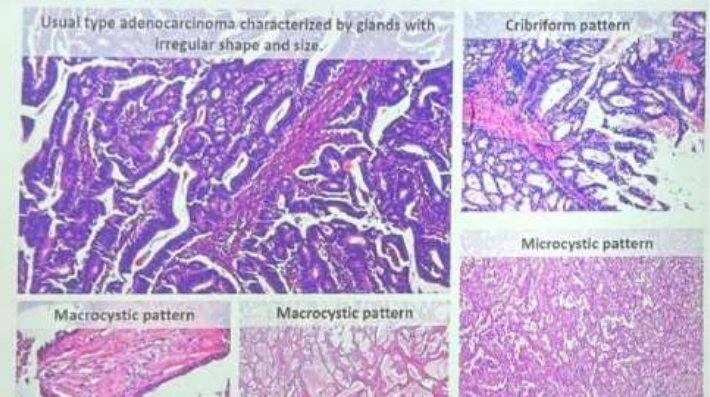 Usual type adenocarcinoma characterized by glands with
irregular shape and size.
Cribriform pattern
Microcystic pattern
Macrocystic pattern
Macrocystic pattern